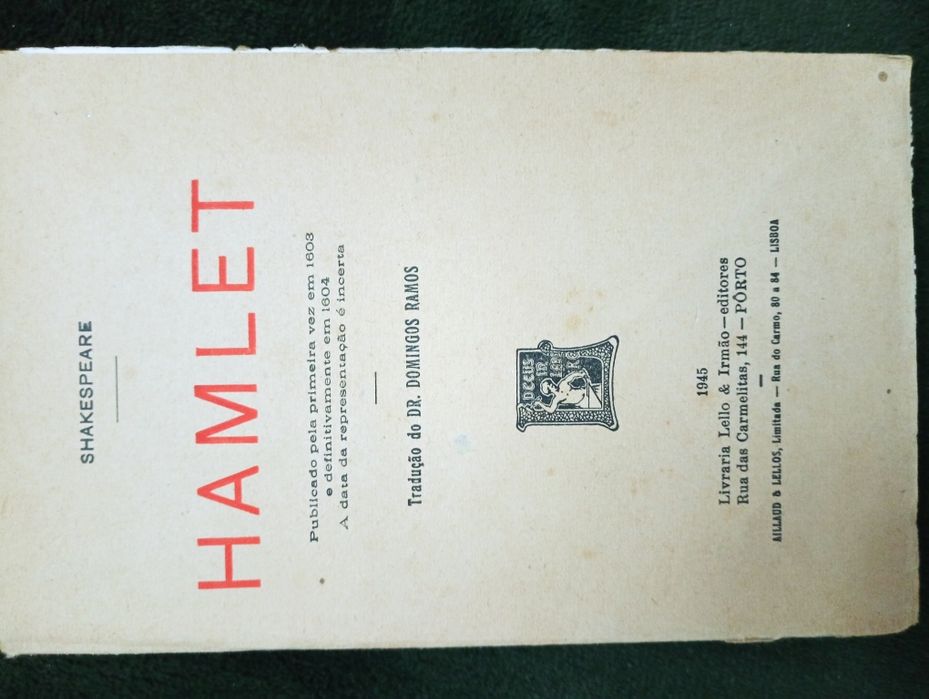 SHAKESPEARE
HAMLET
Publicado pela primeira vez em 1603
e definitivamente em 1604
A data da representação é incerta
Tradução do DR. DOMINGOS RAMOS
DECUS
IN
1945
Livraria Lello & Irmão — editores
Rua das Carmelitas, 144 — PÔRTO
AILLAUD & LELLOS, Limitada — Rua do Carmo, 80 a 84 — LISBOA